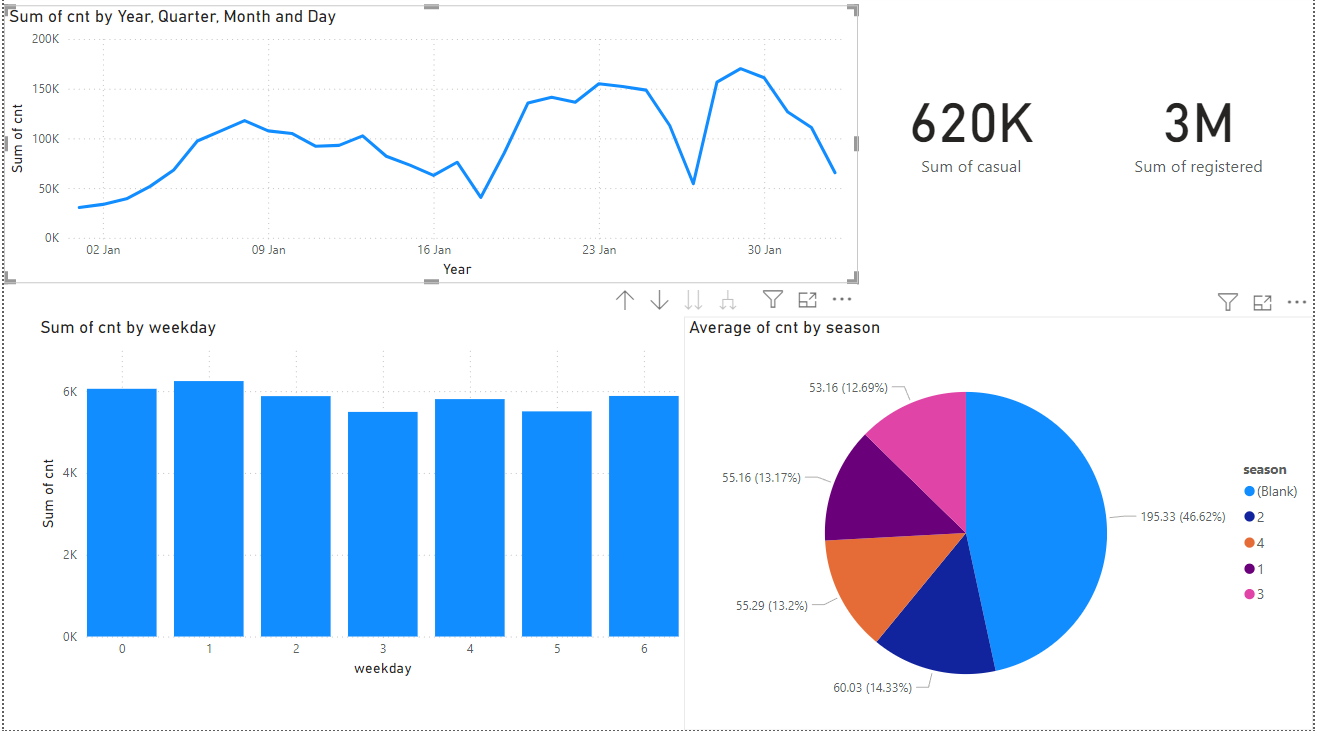 Sum of cnt by Year, Quarter, Month and Day
200K
150K
100K
50K
0K
Sum of cnt
02 Jan
09 Jan
16 Jan
23 Jan
30 Jan
Year
620K
Sum of casual
3M
Sum of registered
Sum of cnt by weekday
6K
4K
2K
0K
Sum of cnt
0
1
2
3
4
5
6
weekday
Average of cnt by season
53.16 (12.69%)
55.16 (13.17%)
55.29 (13.2%)
60.03 (14.33%)
195.33 (46.62%)
season
(Blank)
2
4
1
3